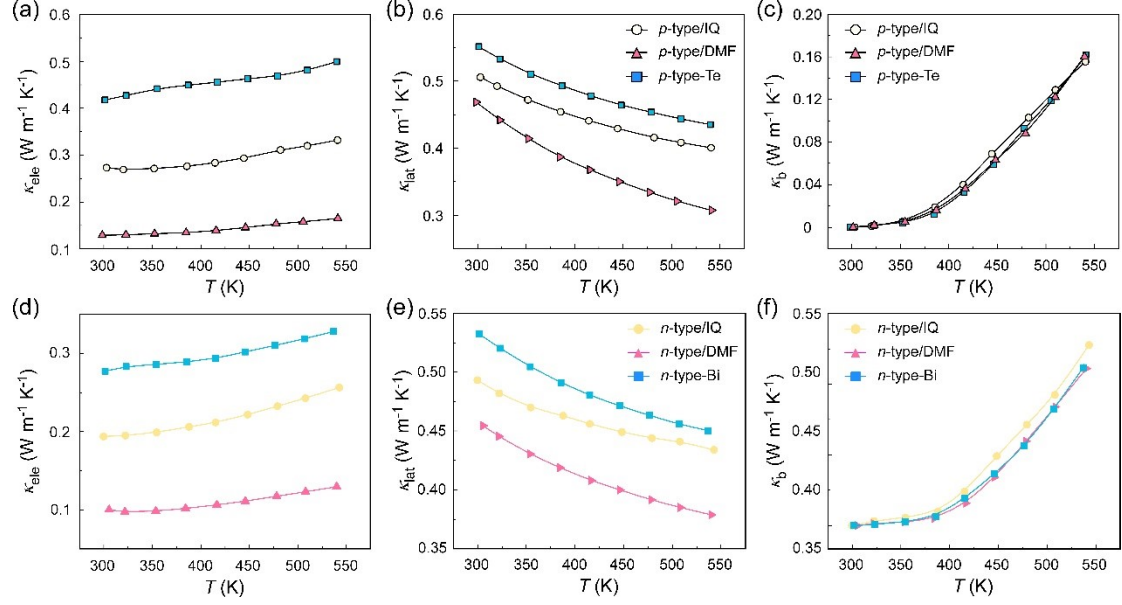 (a)
0.6
0.5
0.4
0.3
0.2
0.1
κele (W m⁻¹ K⁻¹)
300 350 400 450 500 550
T (K)
(b)
0.6
0.5
0.4
0.3
κlat (W m⁻¹ K⁻¹)
p-type/IQ
p-type/DMF
p-type-Te
300 350 400 450 500 550
T (K)
(c)
0.20
0.16
0.12
0.08
0.04
0
κb (W m⁻¹ K⁻¹)
p-type/IQ
p-type/DMF
p-type-Te
300 350 400 450 500 550
T (K)
(d)
0.3
0.2
0.1
κele (W m⁻¹ K⁻¹)
300 350 400 450 500 550
T (K)
(e)
0.55
0.50
0.45
0.40
0.35
κlat (W m⁻¹ K⁻¹)
n-type/IQ
n-type/DMF
n-type-Bi
300 350 400 450 500 550
T (K)
(f)
0.55
0.50
0.45
0.40
0.35
κb (W m⁻¹ K⁻¹)
n-type/IQ
n-type/DMF
n-type-Bi
300 350 400 450 500 550
T (K)